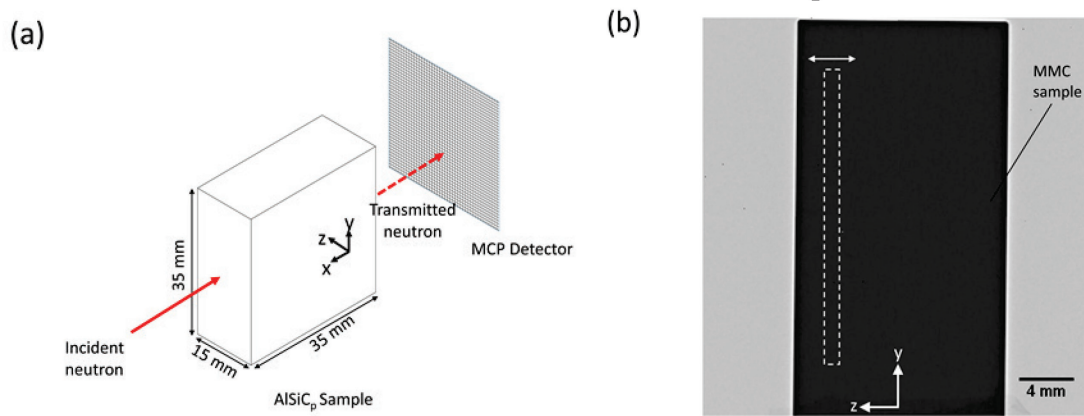 (a)
35 mm
Incident
neutron
15 mm
35 mm
AlSiCp Sample
y
z
x
Transmitted
neutron
MCP Detector
(b)
MMC
sample
y
z
4 mm